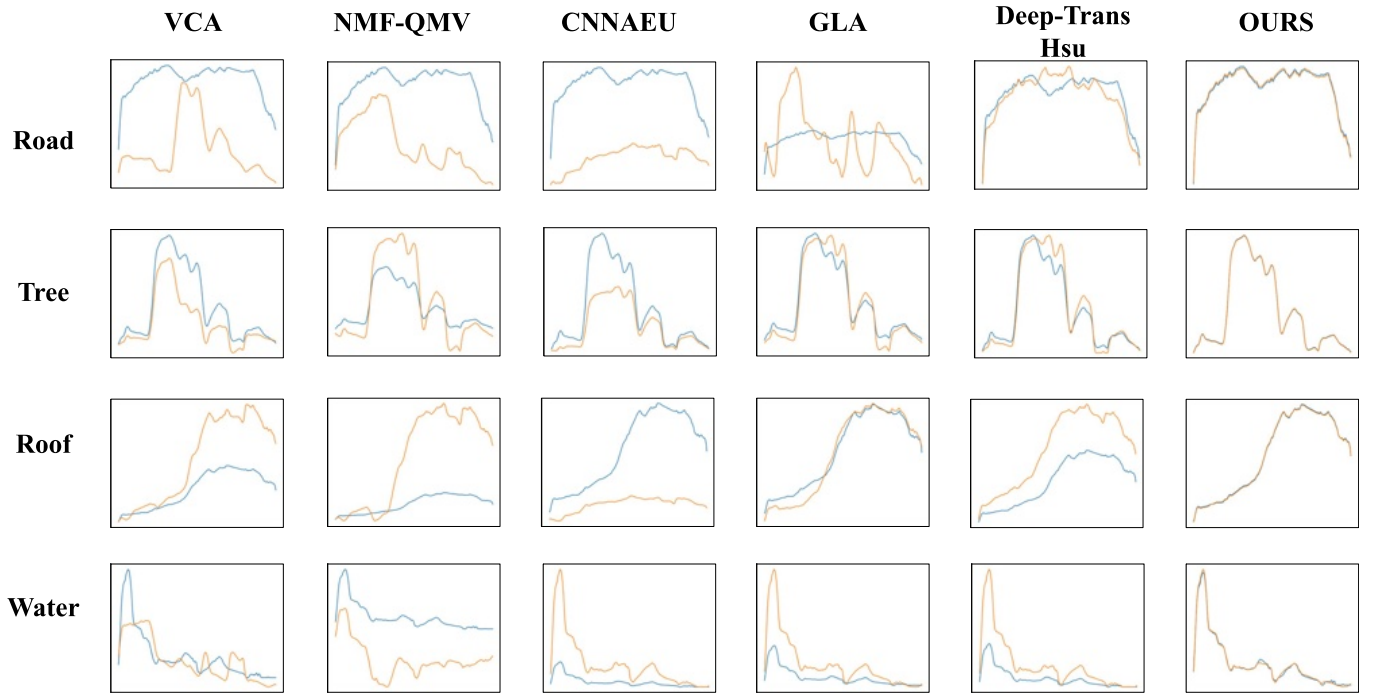 VCA
NMF-QMV
CNNAEU
GLA
Deep-Trans
Hsu
OURS
Road
Tree
Roof
Water